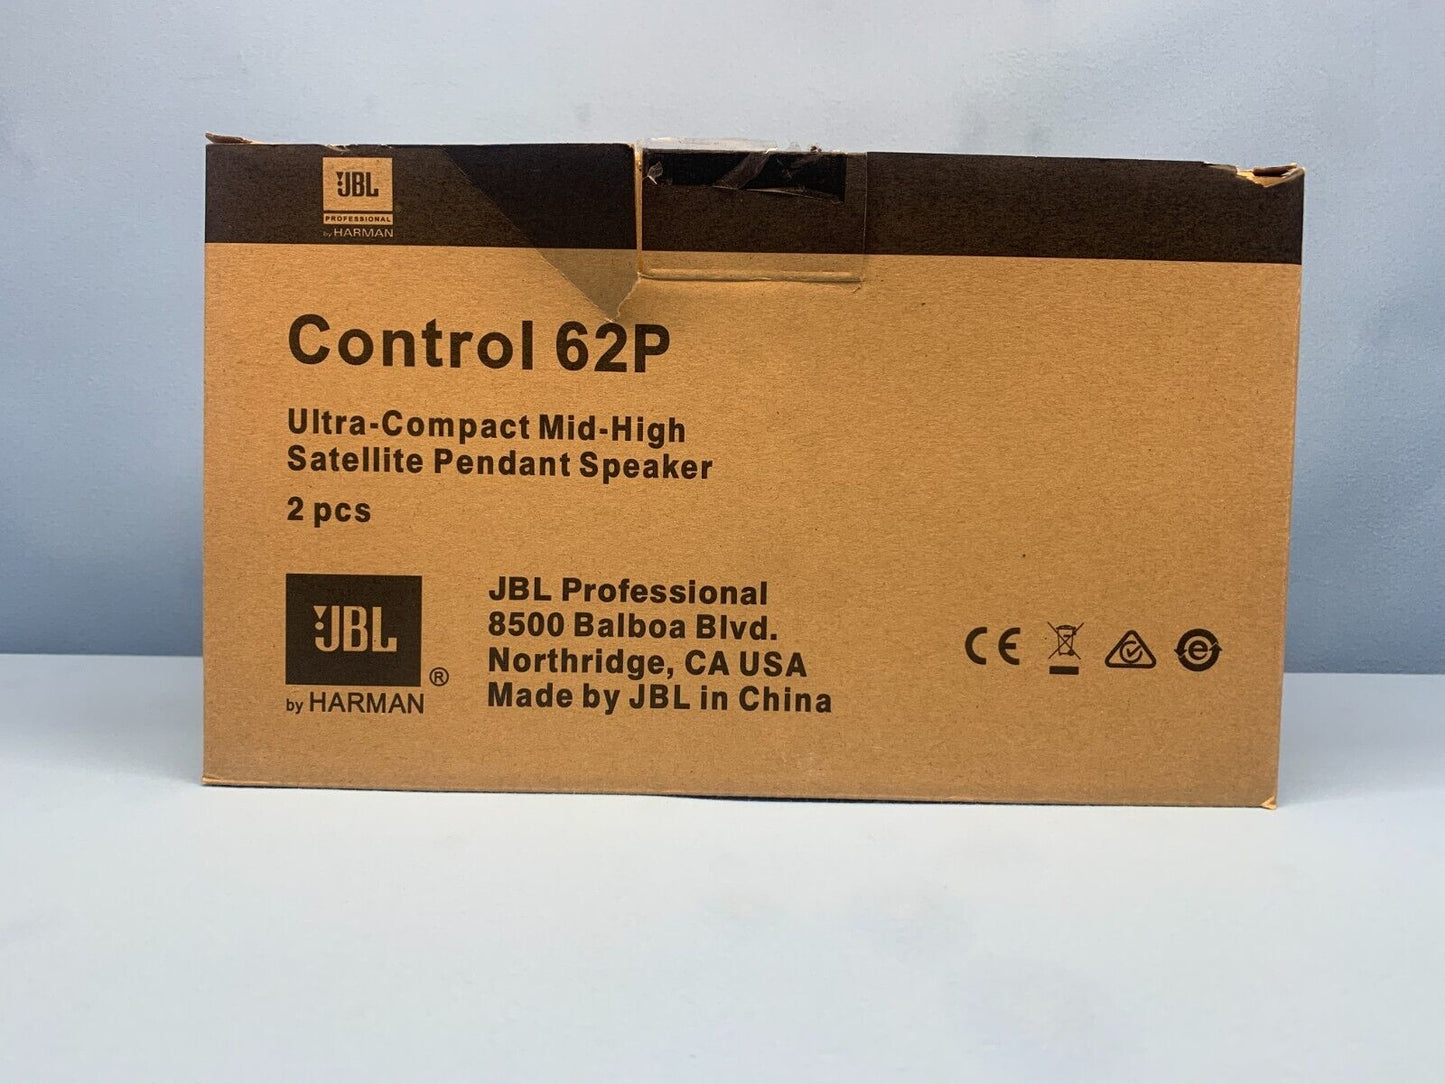 JBL
PROFESSIONAL
by HARMAN
Control 62P
Ultra-Compact Mid-High
Satellite Pendant Speaker
2 pcs
JBL ®
by HARMAN
JBL Professional
8500 Balboa Blvd.
Northridge, CA USA
Made by JBL in China
CE
e